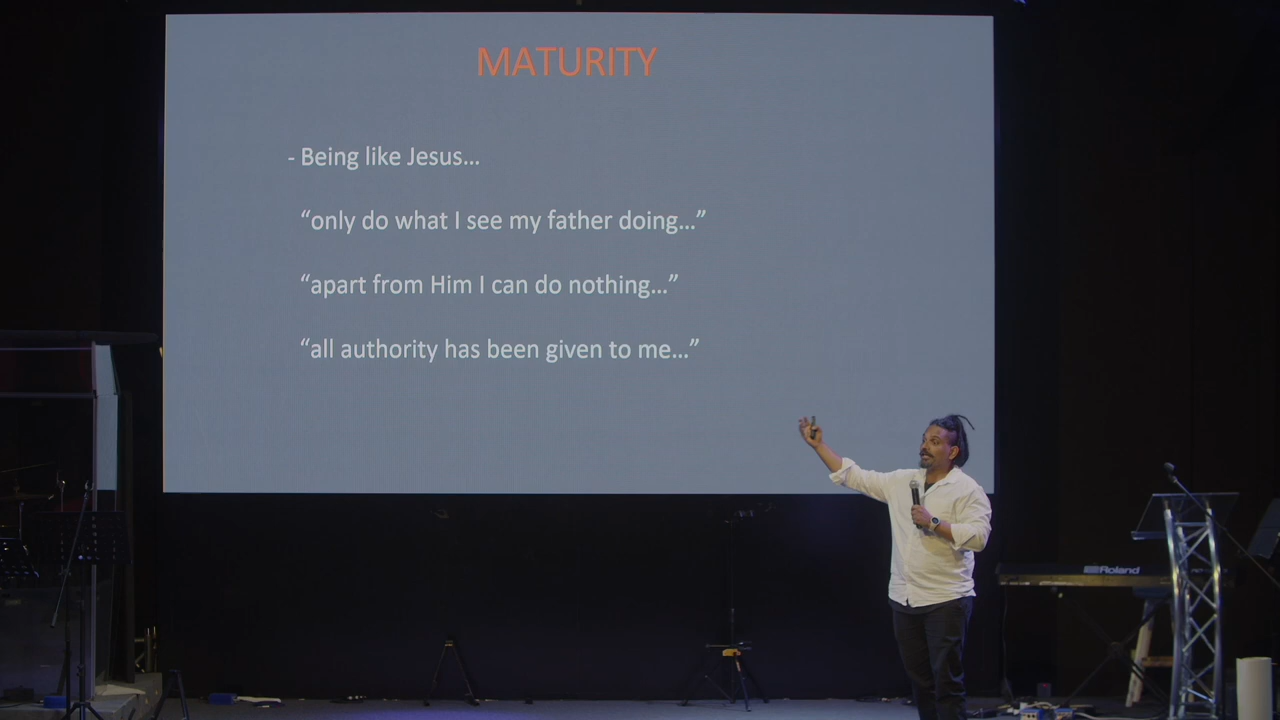 MATURITY
- Being like Jesus...
“only do what I see my father doing...”
“apart from Him I can do nothing...”
“all authority has been given to me...”
Roland